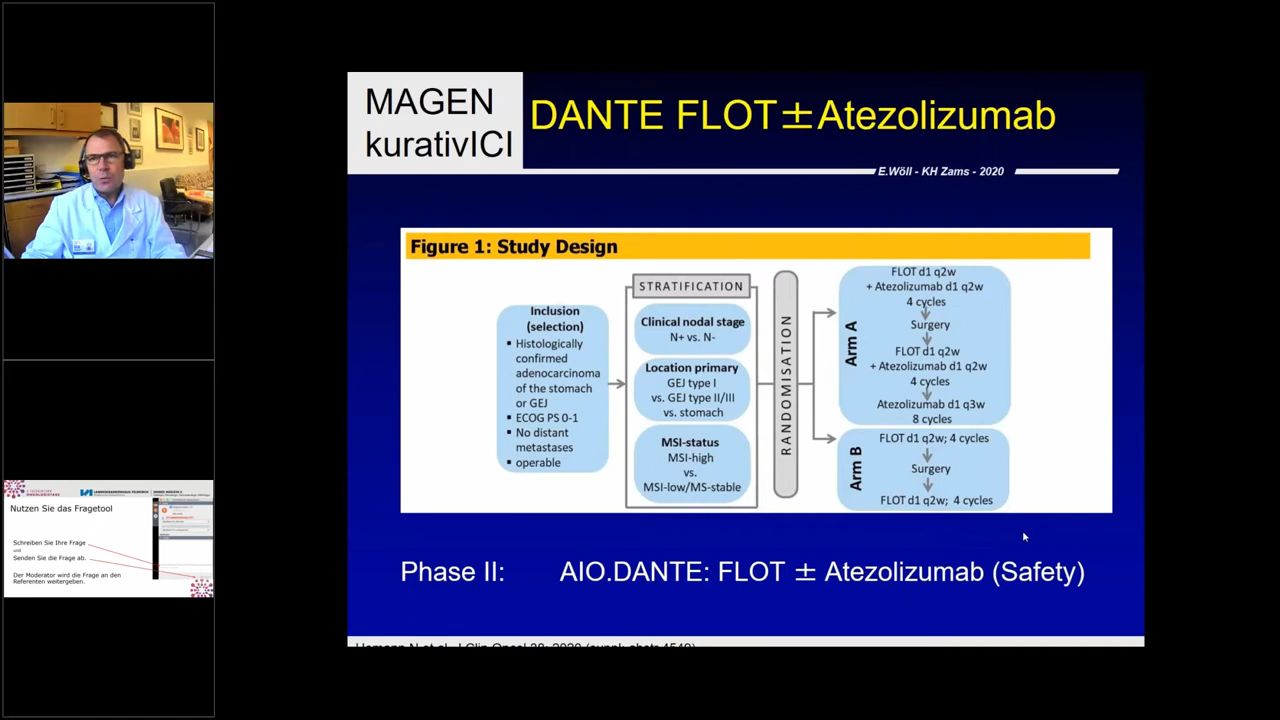 MAGEN
kurativICI
DANTE FLOT ± Atezolizumab
E.Wöll - KH Zams - 2020
Figure 1: Study Design
Inclusion
(selection)
▪ Histologically
confirmed
adenocarcinoma
of the stomach
or GEJ
▪ ECOG PS 0-1
▪ No distant
metastases
▪ operable
STRATIFICATION
Clinical nodal stage
N+ vs. N-
Location primary
GEJ type I
vs. GEJ type II/III
vs. stomach
MSI-status
MSI-high
vs.
MSI-low/MS-stable
RANDOMISATION
Arm A
FLOT d1 q2w
+ Atezolizumab d1 q2w
4 cycles
Surgery
FLOT d1 q2w
+ Atezolizumab d1 q2w
4 cycles
Atezolizumab d1 q3w
8 cycles
Arm B
FLOT d1 q2w; 4 cycles
Surgery
FLOT d1 q2w; 4 cycles
Phase II: AIO.DANTE: FLOT ± Atezolizumab (Safety)
Nutzen Sie das Fragetool
Schreiben Sie Ihre Frage
und
Senden Sie die Frage ab.
Der Moderator wird die Frage an den
Referenten weitergeben.